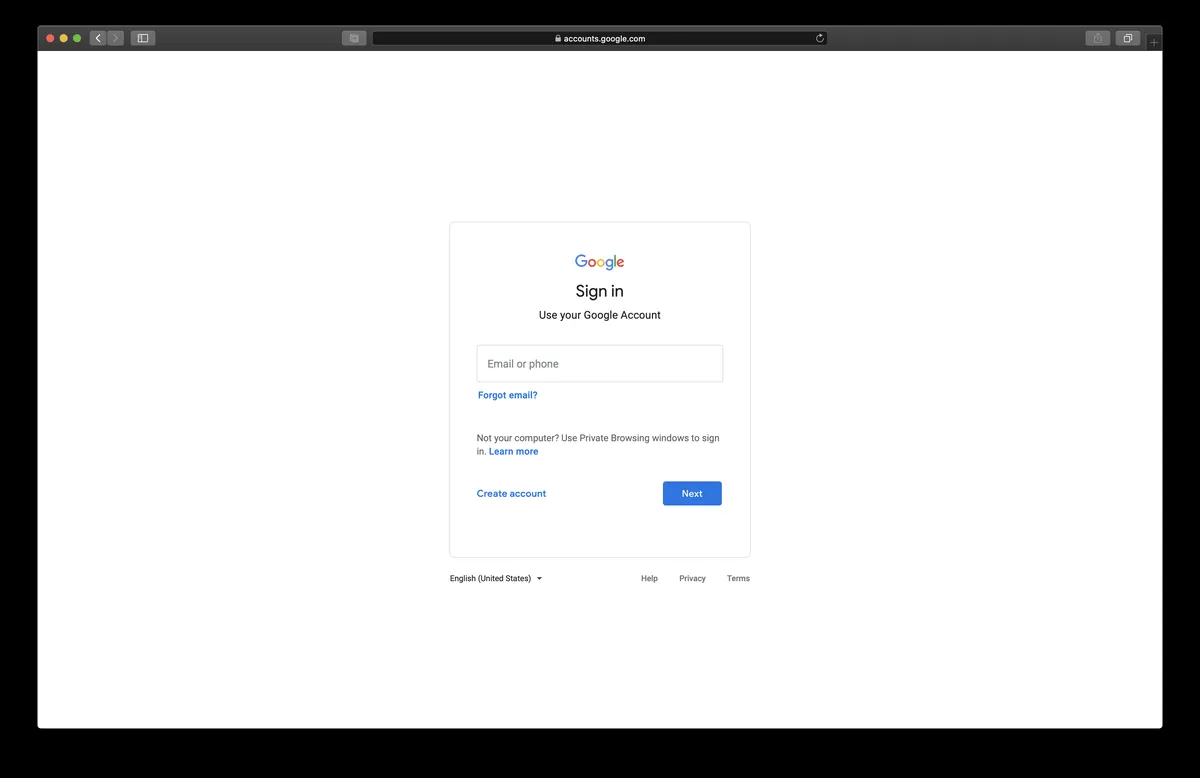 accounts.google.com
Google
Sign in
Use your Google Account
Email or phone
Forgot email?
Not your computer? Use Private Browsing windows to sign
in. Learn more
Create account
Next
English (United States)
Help
Privacy
Terms